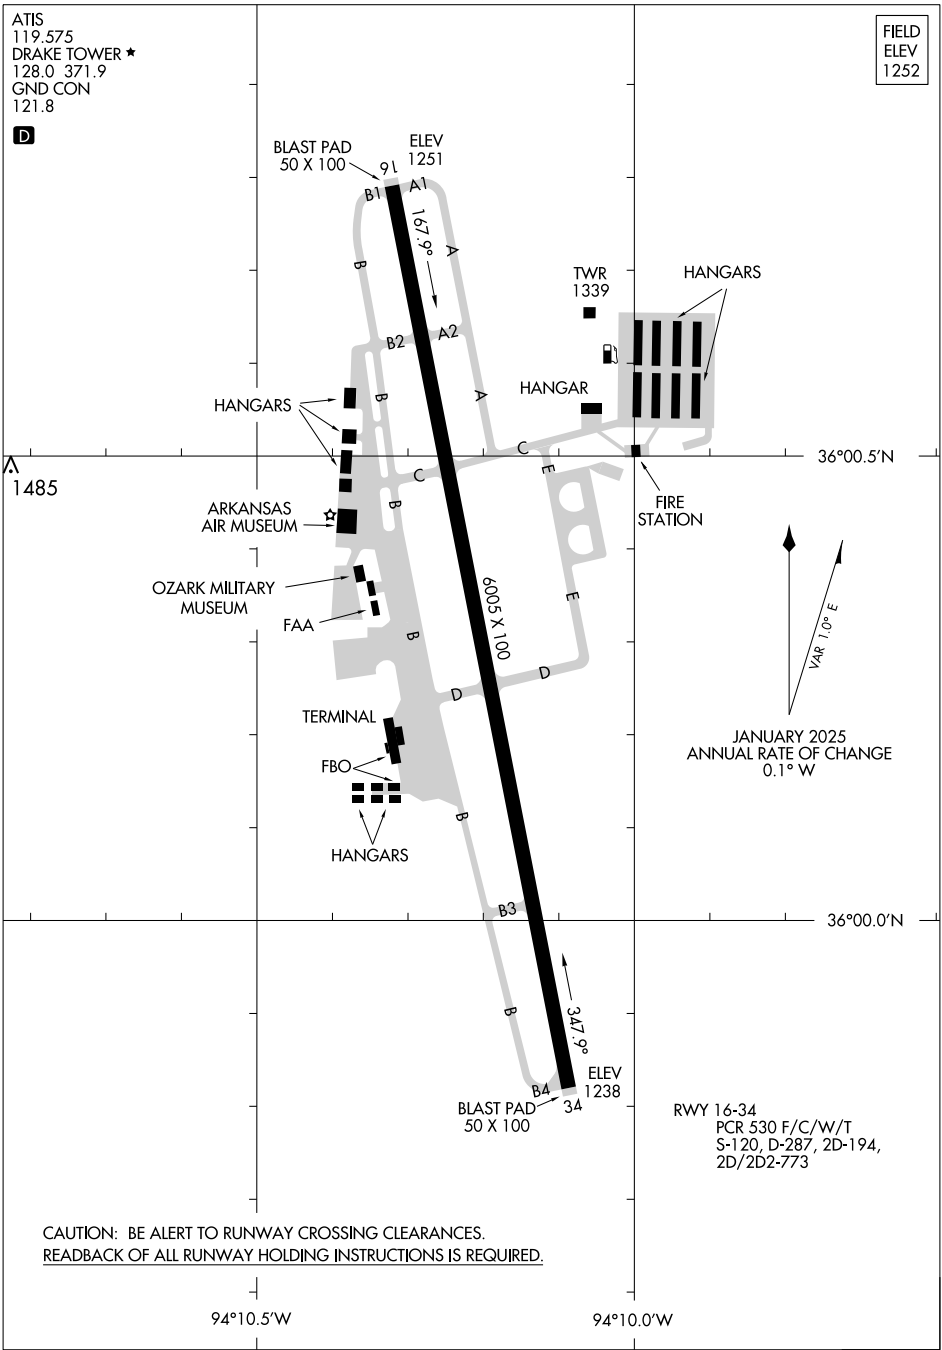 ATIS
119.575
DRAKE TOWER ★
128.0 371.9
GND CON
121.8
D
FIELD
ELEV
1252
BLAST PAD
50 X 100
16
ELEV
1251
B1
A1
167.9°
A
B
TWR
1339
HANGARS
B2
A2
HANGAR
A
B
HANGARS
C
C
E
36°00.5'N
1485
B
ARKANSAS
AIR MUSEUM
FIRE
STATION
OZARK MILITARY
MUSEUM
FAA
6005 X 100
E
B
VAR 1.0° E
D
D
TERMINAL
JANUARY 2025
ANNUAL RATE OF CHANGE
0.1° W
FBO
B
HANGARS
B3
36°00.0'N
B
347.9°
ELEV
1238
B4
34
BLAST PAD
50 X 100
RWY 16-34
PCR 530 F/C/W/T
S-120, D-287, 2D-194,
2D/2D2-773
CAUTION: BE ALERT TO RUNWAY CROSSING CLEARANCES.
READBACK OF ALL RUNWAY HOLDING INSTRUCTIONS IS REQUIRED.
94°10.5'W
94°10.0'W